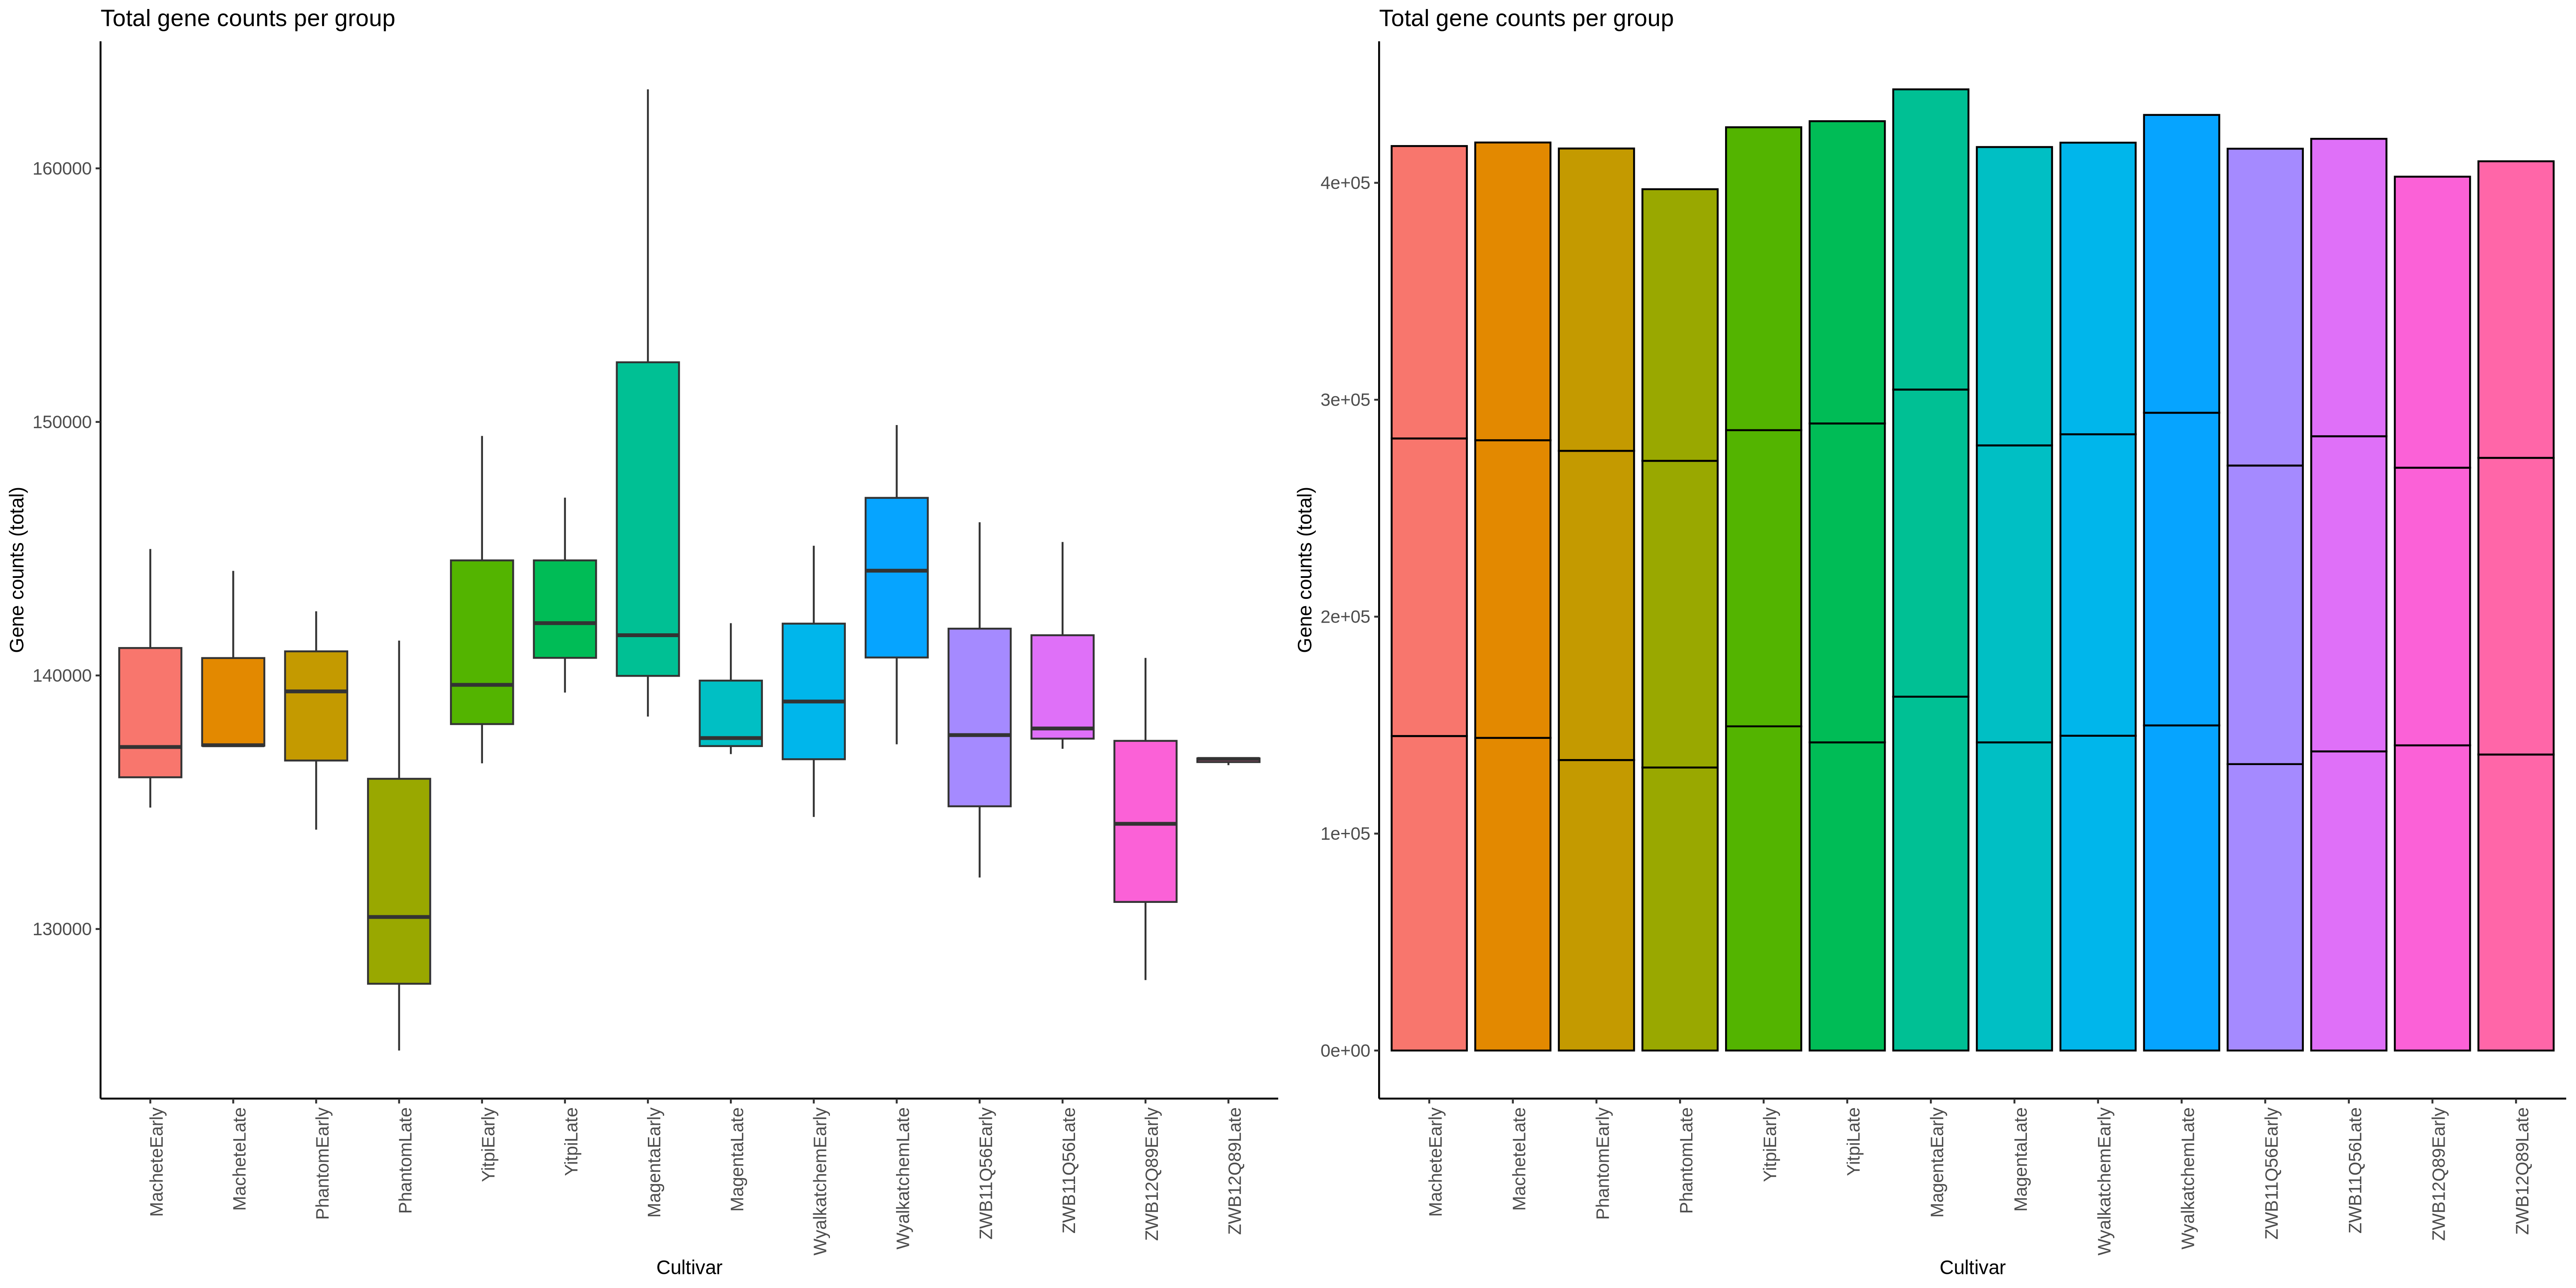 Total gene counts per group
Gene counts (total)
160000
150000
140000
130000
MacheteEarly
MacheteLate
PhantomEarly
PhantomLate
YitpiEarly
YitpiLate
MagentaEarly
MagentaLate
WyalkatchemEarly
WyalkatchemLate
ZWB11Q56Early
ZWB11Q56Late
ZWB12Q89Early
ZWB12Q89Late
Cultivar
Total gene counts per group
Gene counts (total)
4e+05
3e+05
2e+05
1e+05
0e+00
MacheteEarly
MacheteLate
PhantomEarly
PhantomLate
YitpiEarly
YitpiLate
MagentaEarly
MagentaLate
WyalkatchemEarly
WyalkatchemLate
ZWB11Q56Early
ZWB11Q56Late
ZWB12Q89Early
ZWB12Q89Late
Cultivar